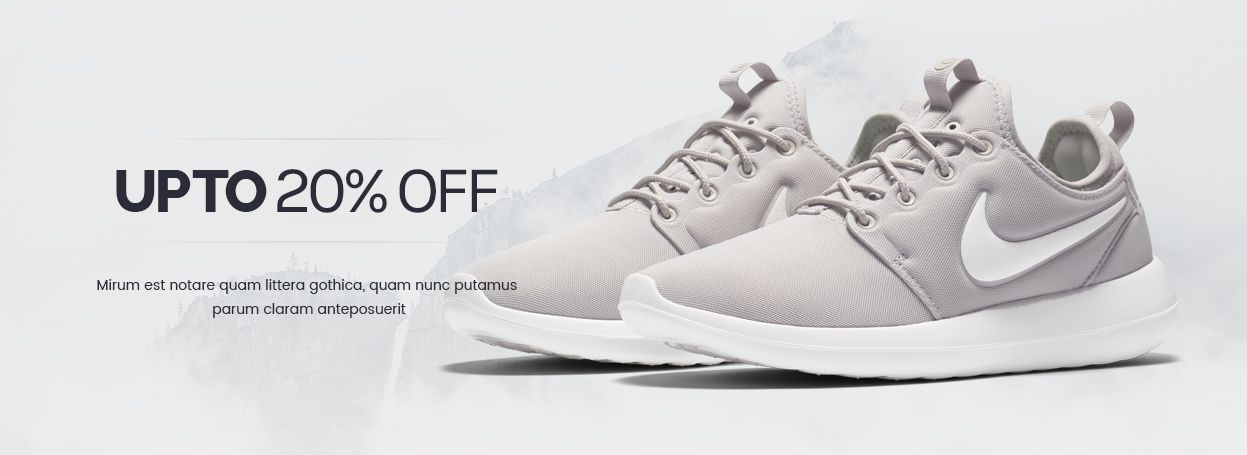 UPTO 20% OFF
Mirum est notare quam littera gothica, quam nunc putamus
parum claram anteposuerit